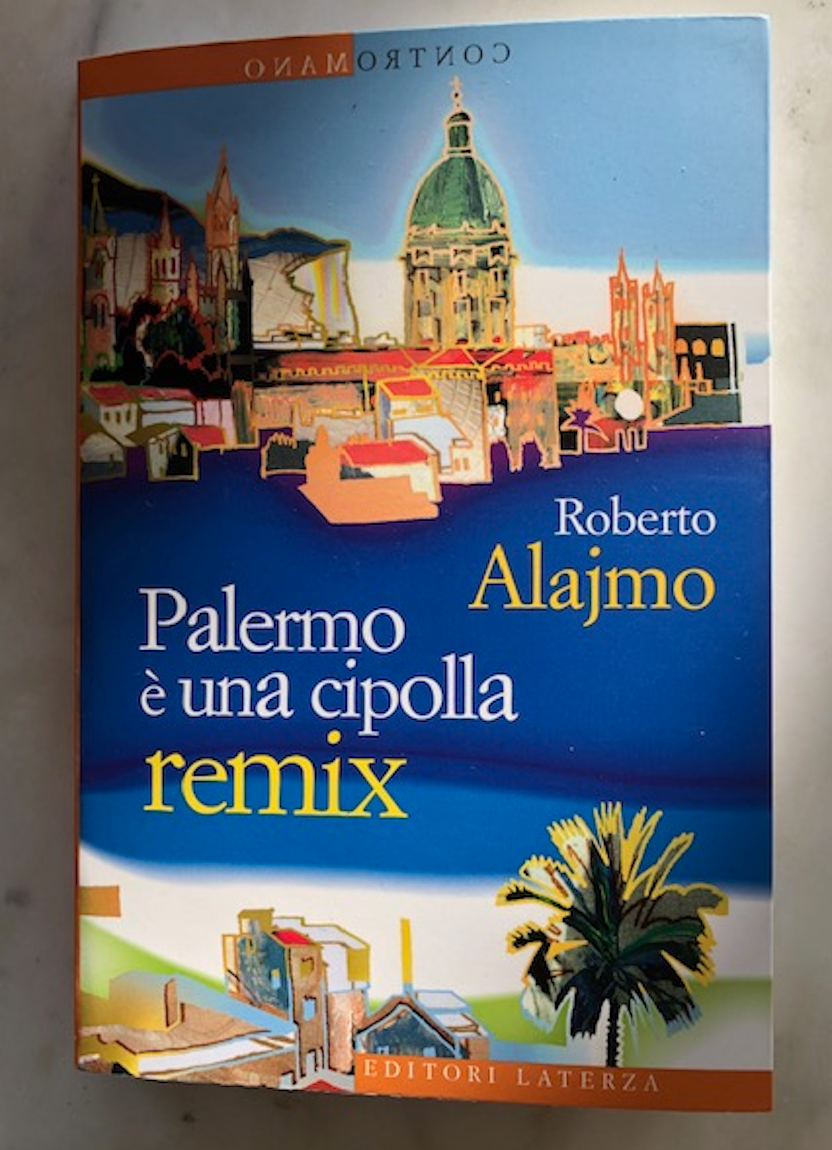 CONTROMANO
Roberto
Alajmo
Palermo
è una cipolla
remix
EDITORI LATERZA